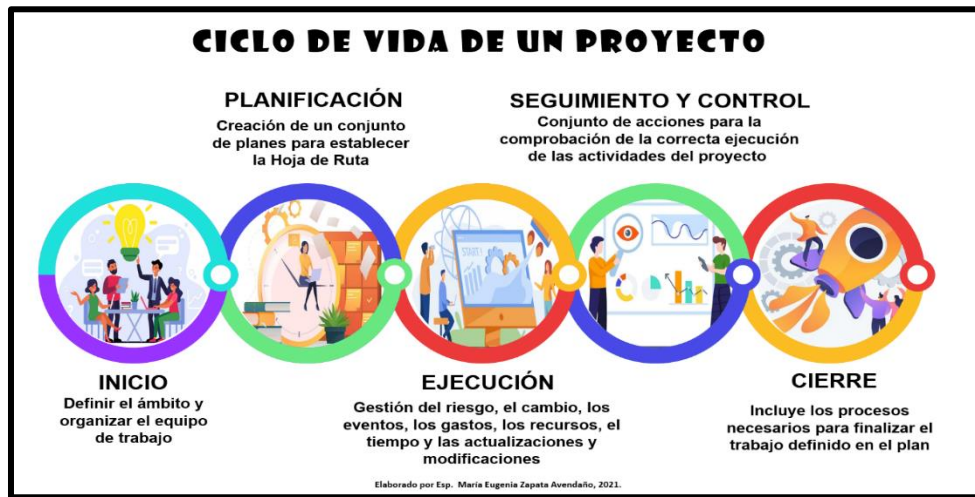 CICLO DE VIDA DE UN PROYECTO
PLANIFICACIÓN
Creación de un conjunto
de planes para establecer
la Hoja de Ruta
SEGUIMIENTO Y CONTROL
Conjunto de acciones para la
comprobación de la correcta ejecución
de las actividades del proyecto
START!
INICIO
Definir el ámbito y
organizar el equipo
de trabajo
EJECUCIÓN
Gestión del riesgo, el cambio, los
eventos, los gastos, los recursos, el
tiempo y las actualizaciones y
modificaciones
CIERRE
Incluye los procesos
necesarios para finalizar el
trabajo definido en el plan
Elaborado por Esp. María Eugenia Zapata Avendaño, 2021.